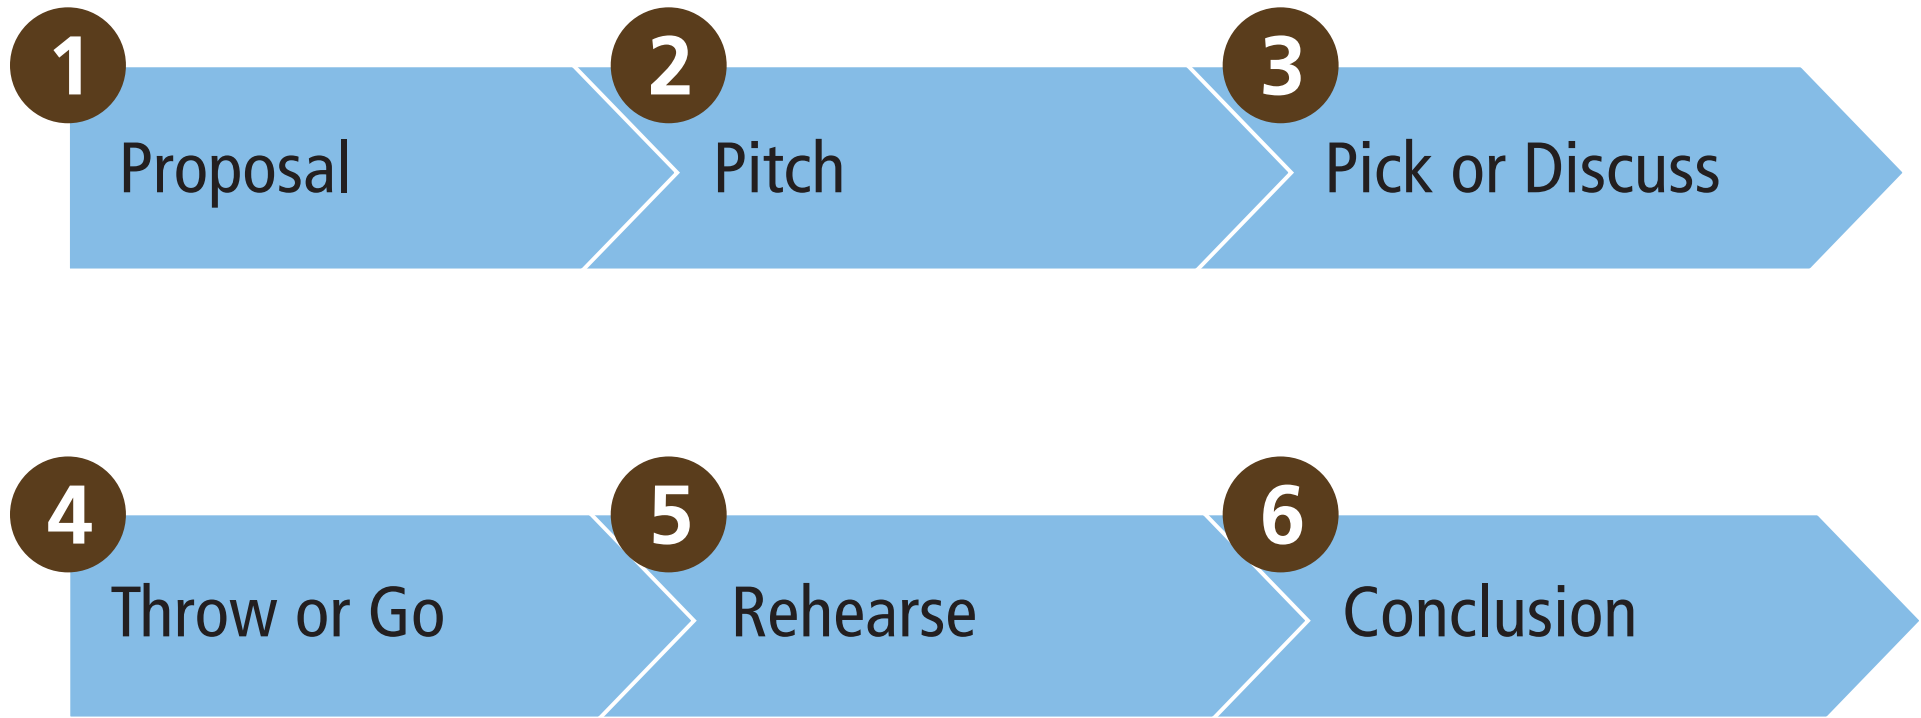 1
Proposal
2
Pitch
3
Pick or Discuss
4
Throw or Go
5
Rehearse
6
Conclusion